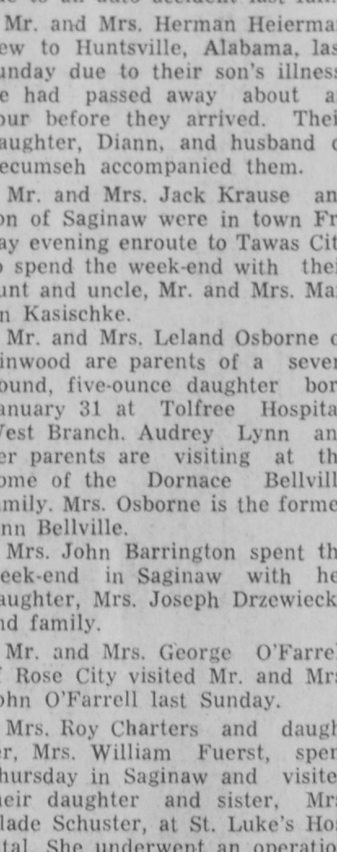 Mr. and Mrs. Herman Heierma
ew to Huntsville, Alabama, las
unday due to their son's illness
e had passed away about a
our before they arrived. Thei
aughter, Diann, and husband o
ecumseh accompanied them.
Mr. and Mrs. Jack Krause an
on of Saginaw were in town Fr
ay evening enroute to Tawas Cit
o spend the week-end with thei
unt and uncle, Mr. and Mrs. Ma
n Kasischke.
Mr. and Mrs. Leland Osborne o
inwood are parents of a seven
ound, five-ounce daughter bor
anuary 31 at Tolfree Hospita
est Branch. Audrey Lynn an
er parents are visiting at th
ome of the Dornace Bellvill
amily. Mrs. Osborne is the forme
nn Bellville.
Mrs. John Barrington spent th
eek-end in Saginaw with he
aughter, Mrs. Joseph Drzewieck
nd family.
Mr. and Mrs. George O'Farrel
f Rose City visited Mr. and Mrs
ohn O'Farrell last Sunday.
Mrs. Roy Charters and daugh
er, Mrs. William Fuerst, spen
hursday in Saginaw and visite
heir daughter and sister, Mrs
lade Schuster, at St. Luke's Ho
ital. She underwent an operatio